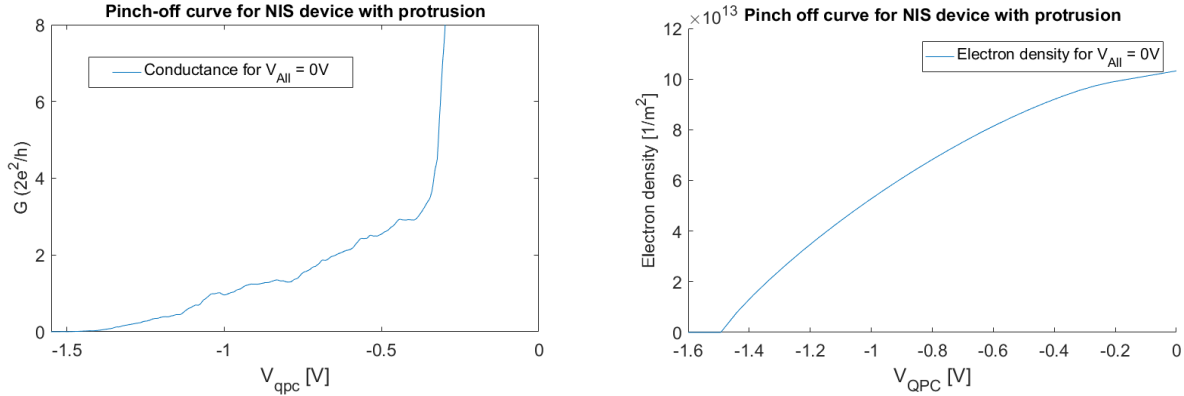 Pinch-off curve for NIS device with protrusion
8
6
4
2
0
G (2e²/h)
Conductance for V_All = 0V
-1.5 -1 -0.5 0
V_qpc [V]
×10¹³ Pinch off curve for NIS device with protrusion
12
10
8
6
4
2
0
Electron density [1/m²]
Electron density for V_All = 0V
-1.6 -1.4 -1.2 -1 -0.8 -0.6 -0.4 -0.2 0
V_QPC [V]